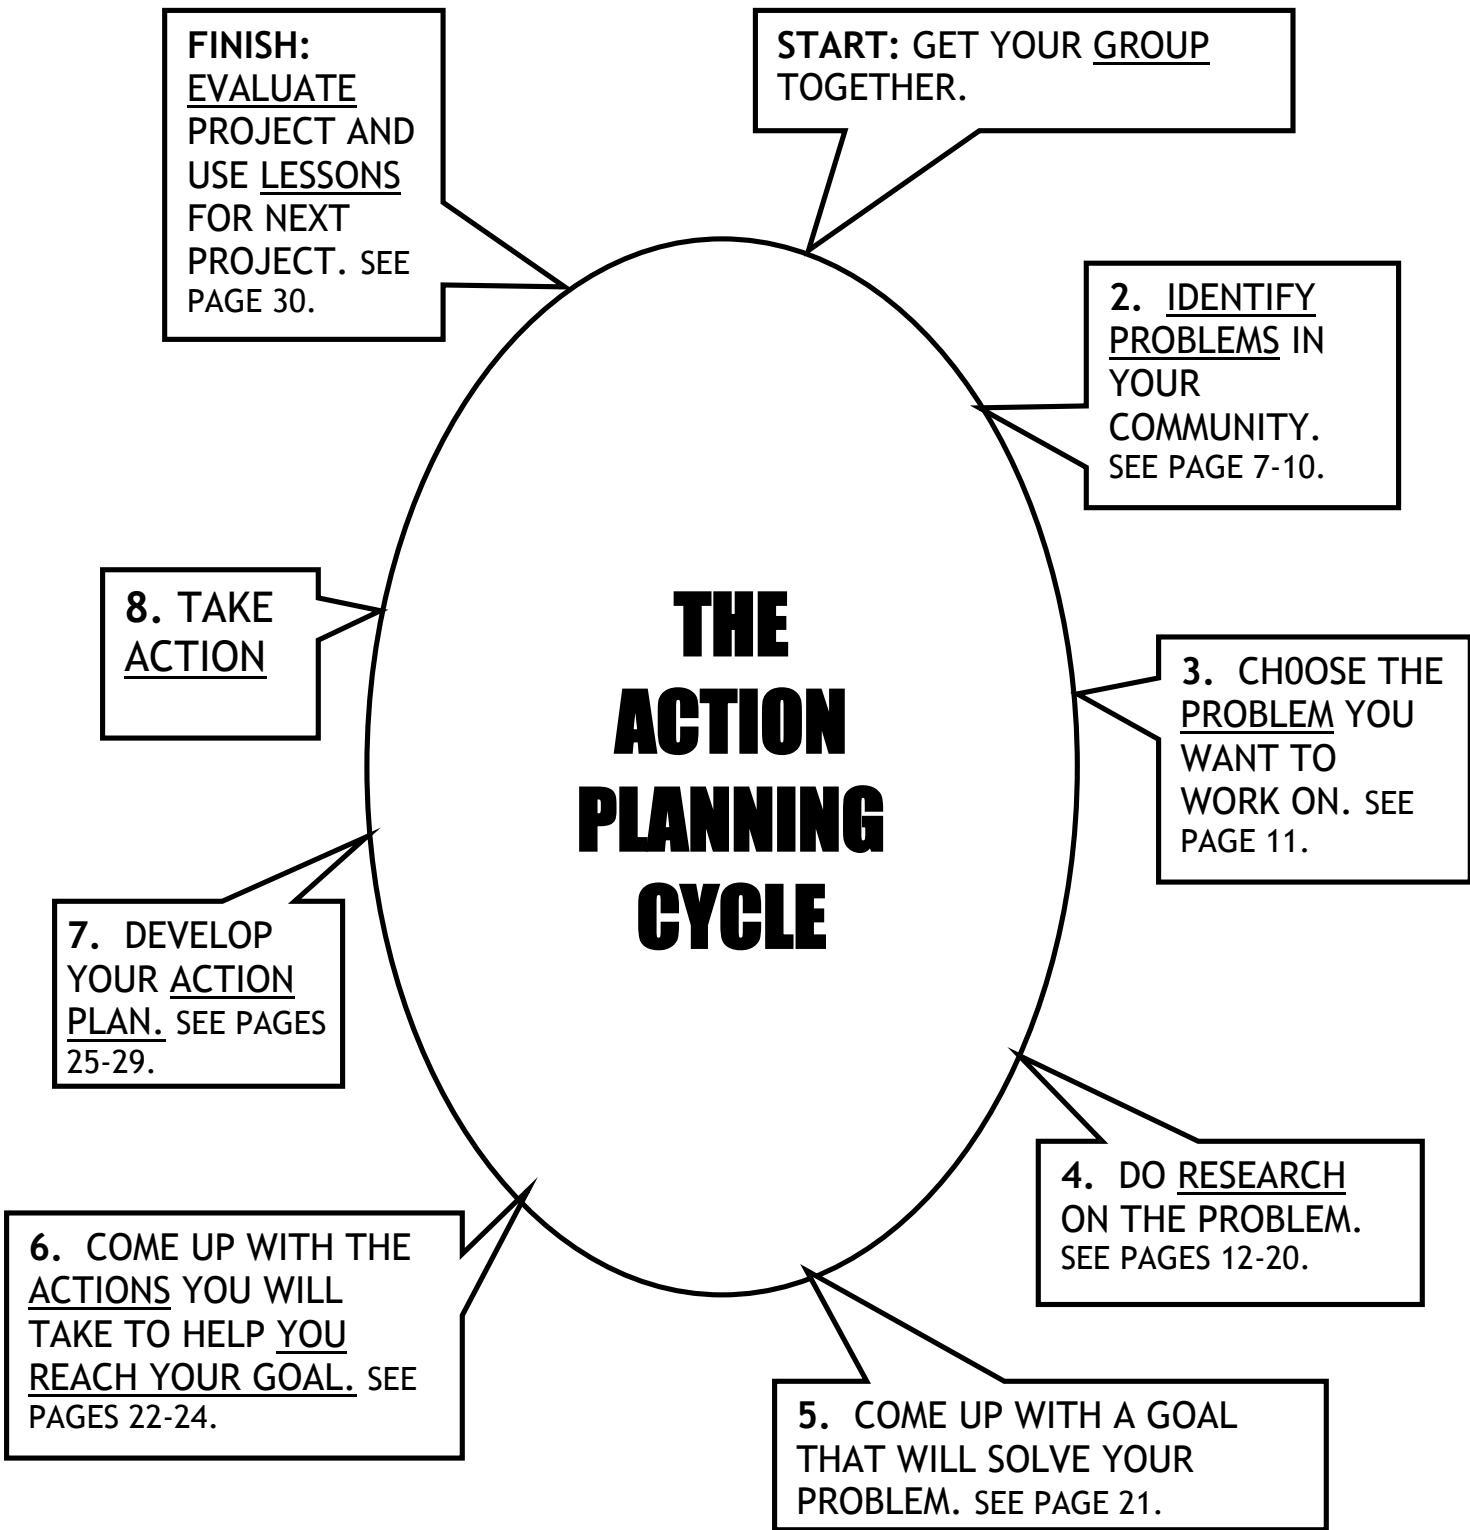 START: GET YOUR GROUP
TOGETHER.
2. IDENTIFY
PROBLEMS IN
YOUR
COMMUNITY.
SEE PAGE 7-10.
3. CH0OSE THE
PROBLEM YOU
WANT TO
WORK ON. SEE
PAGE 11.
4. DO RESEARCH
ON THE PROBLEM.
SEE PAGES 12-20.
5. COME UP WITH A GOAL
THAT WILL SOLVE YOUR
PROBLEM. SEE PAGE 21.
6. COME UP WITH THE
ACTIONS YOU WILL
TAKE TO HELP YOU
REACH YOUR GOAL. SEE
PAGES 22-24.
7. DEVELOP
YOUR ACTION
PLAN. SEE PAGES
25-29.
8. TAKE
ACTION
FINISH:
EVALUATE
PROJECT AND
USE LESSONS
FOR NEXT
PROJECT. SEE
PAGE 30.
THE
ACTION
PLANNING
CYCLE